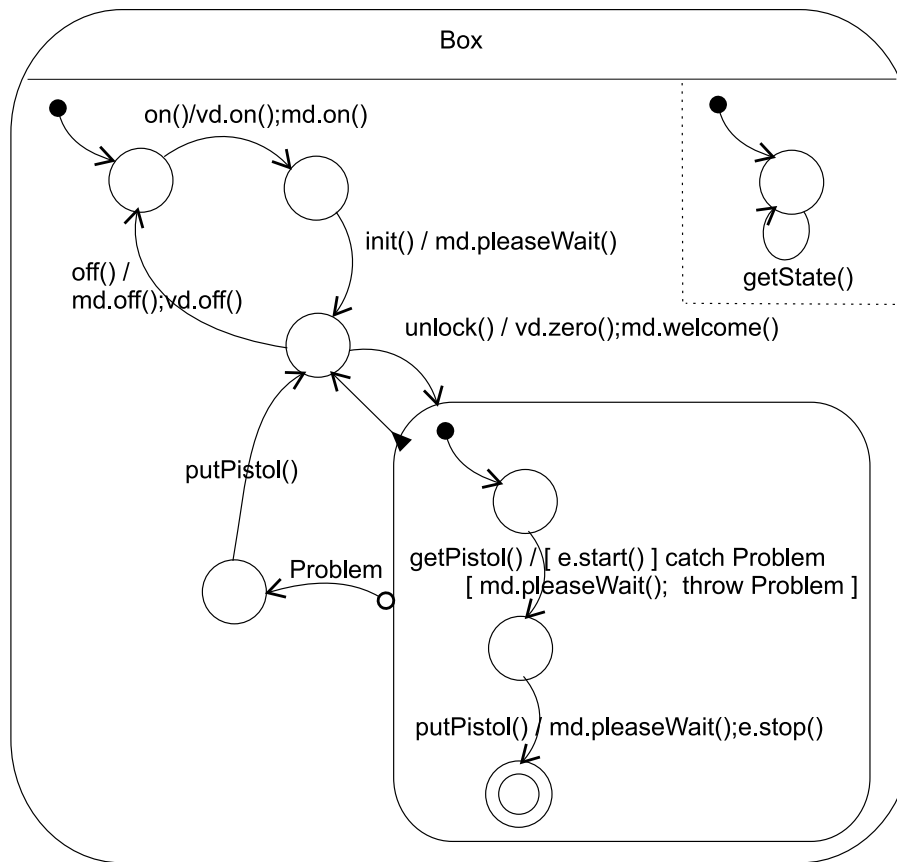 Box
on()/vd.on();md.on()
init() / md.pleaseWait()
getState()
off() /
md.off();vd.off()
unlock() / vd.zero();md.welcome()
putPistol()
getPistol() / [ e.start() ] catch Problem
[ md.pleaseWait();  throw Problem ]
Problem
putPistol() / md.pleaseWait();e.stop()